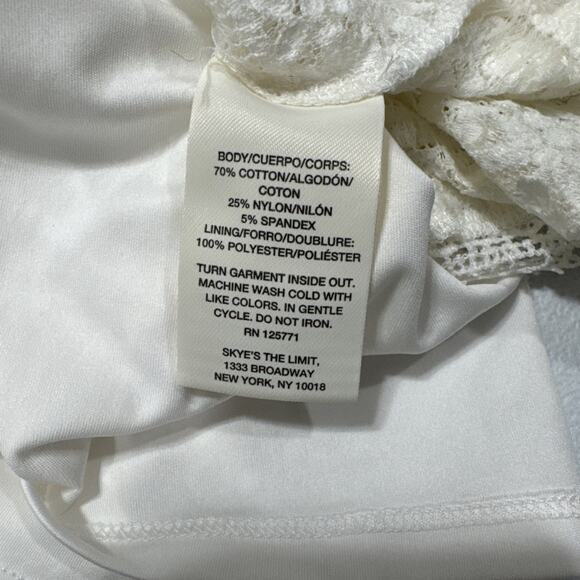 BODY/CUERPO/CORPS:
70% COTTON/ALGODÓN/
COTON
25% NYLON/NILÓN
5% SPANDEX
LINING/FORRO/DOUBLURE:
100% POLYESTER/POLIÉSTER
TURN GARMENT INSIDE OUT.
MACHINE WASH COLD WITH
LIKE COLORS. IN GENTLE
CYCLE. DO NOT IRON.
RN 125771
SKYE'S THE LIMIT,
1333 BROADWAY
NEW YORK, NY 10018